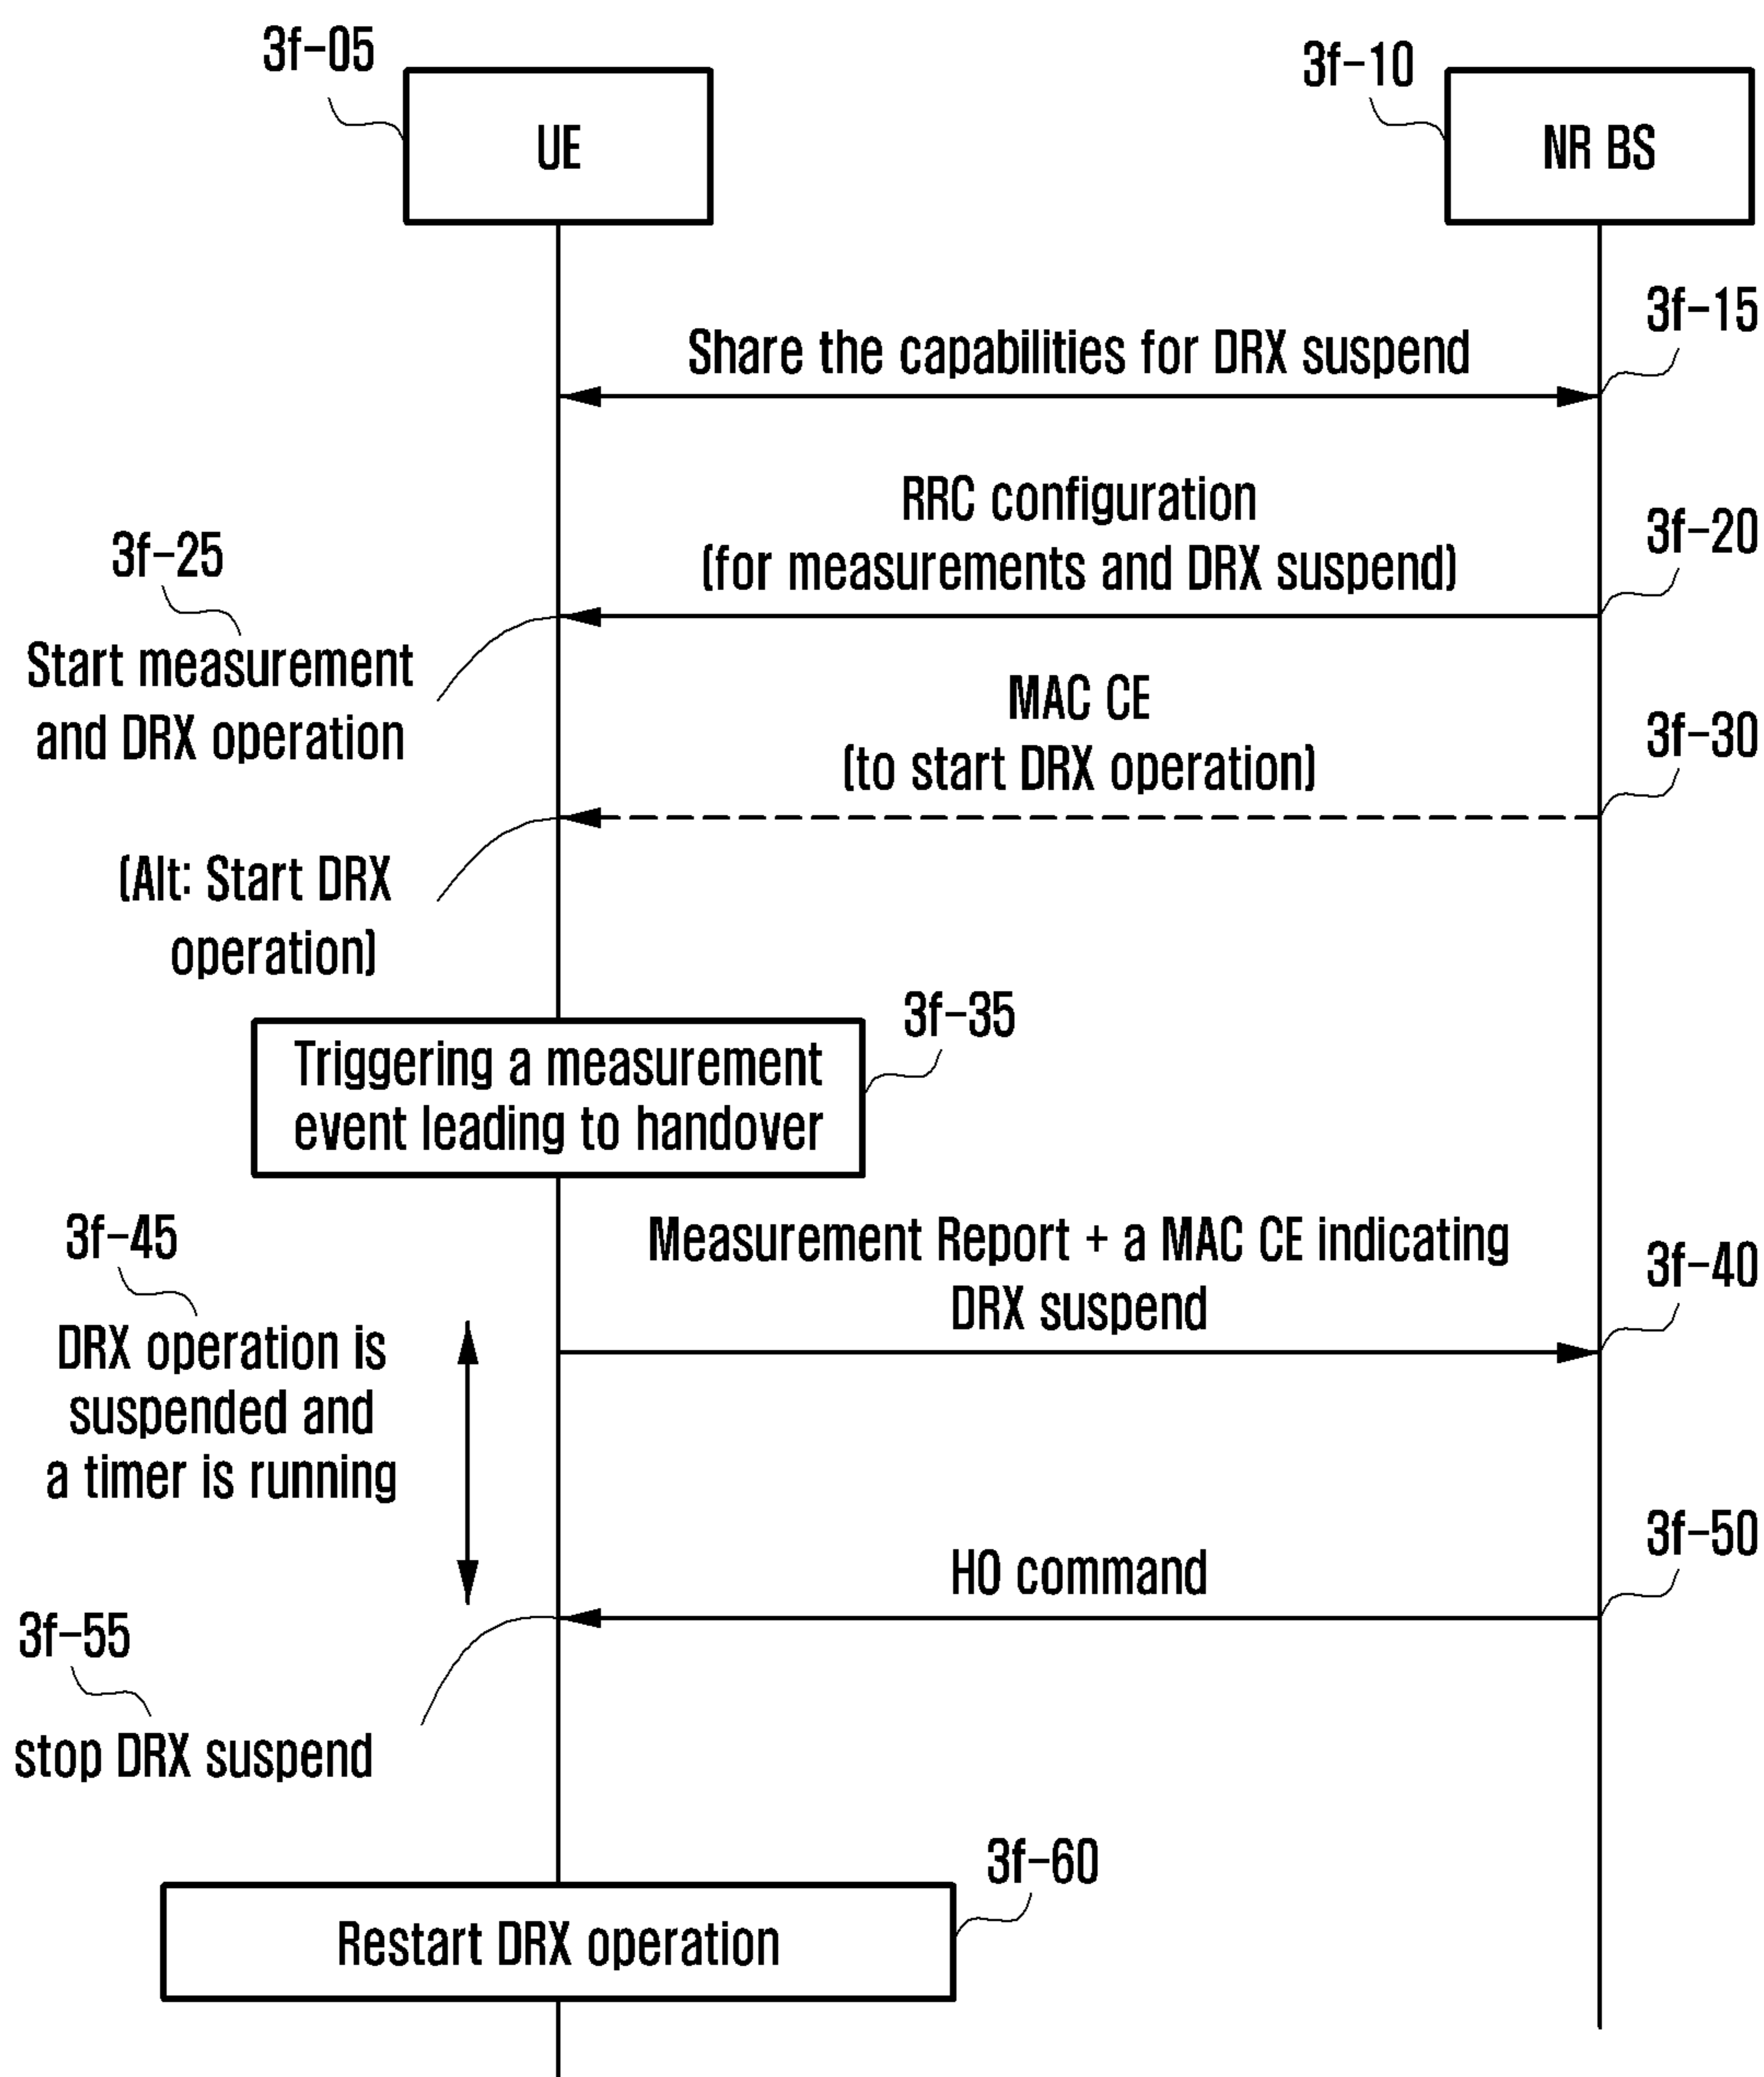 3f-05
UE
3f-10
NR BS
3f-15
Share the capabilities for DRX suspend
RRC configuration
(for measurements and DRX suspend)
3f-20
3f-25
Start measurement
and DRX operation
MAC CE
(to start DRX operation)
3f-30
(Alt: Start DRX
operation)
3f-35
Triggering a measurement
event leading to handover
3f-45
DRX operation is
suspended and
a timer is running
Measurement Report + a MAC CE indicating
DRX suspend
3f-40
3f-50
HO command
3f-55
stop DRX suspend
3f-60
Restart DRX operation